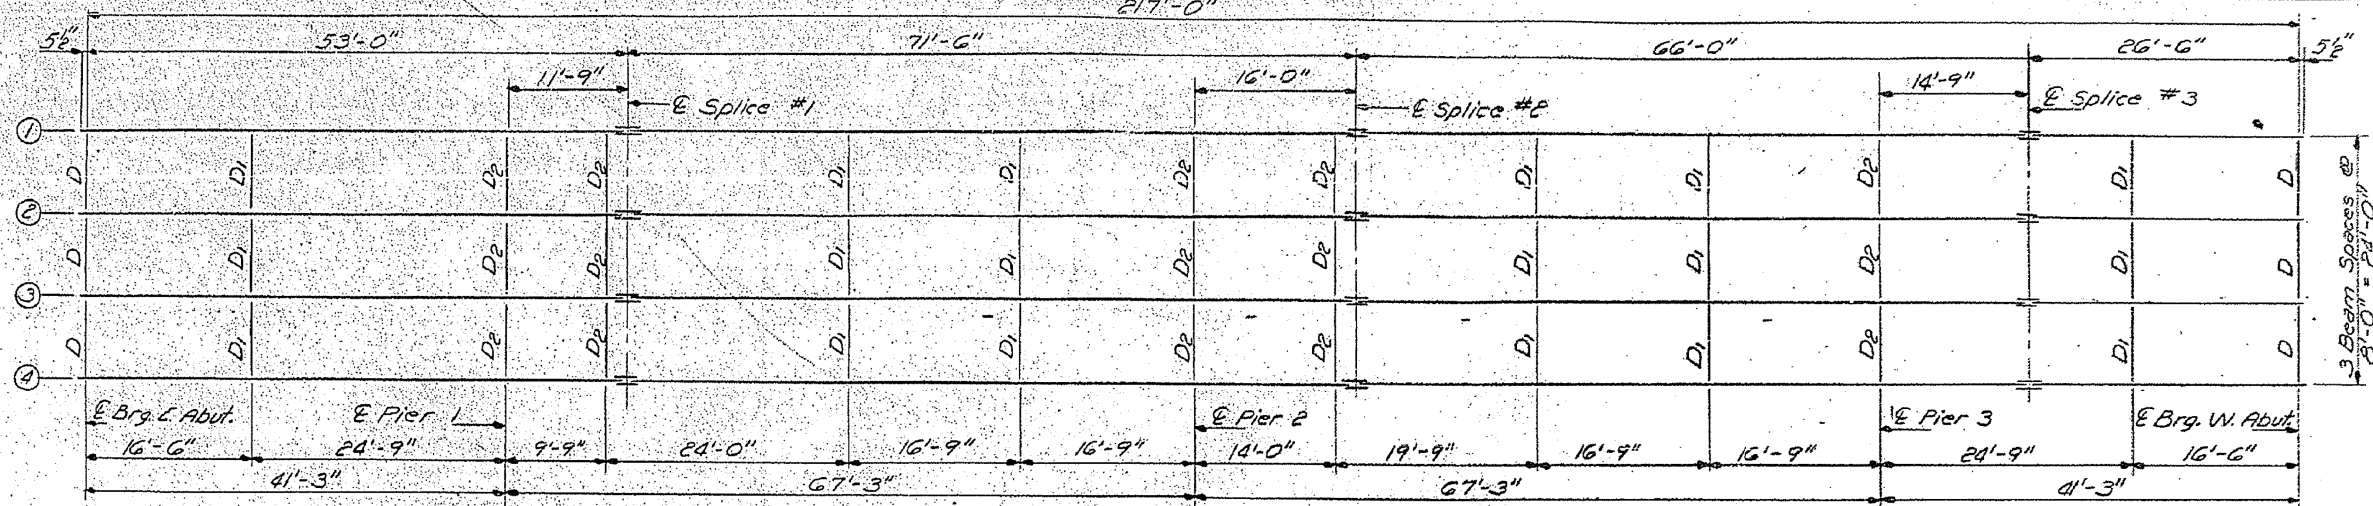 217'-0"
5½" 53'-0" 71'-6" 66'-0" 26'-6" 5½"
11'-9" 16'-0" 14'-9"
℄ Splice #1 ℄ Splice #2 ℄ Splice #3
1
D D1 D2 D2 D1 D1 D2 D2 D1 D1 D2 D1 D
2
D D1 D2 D2 D1 D1 D2 D2 D1 D1 D2 D1 D
3
D D1 D2 D2 D1 D1 D2 D2 D1 D1 D2 D1 D
4
3 Beam Spaces @
8'-0" = 24'-0"
℄ Brg. E. Abut. ℄ Pier 1 ℄ Pier 2 ℄ Pier 3 ℄ Brg. W. Abut.
16'-6" 24'-9" 9'-9" 24'-0" 16'-9" 16'-9" 14'-0" 19'-9" 16'-9" 16'-9" 24'-9" 16'-6"
41'-3" 67'-3" 67'-3" 41'-3"